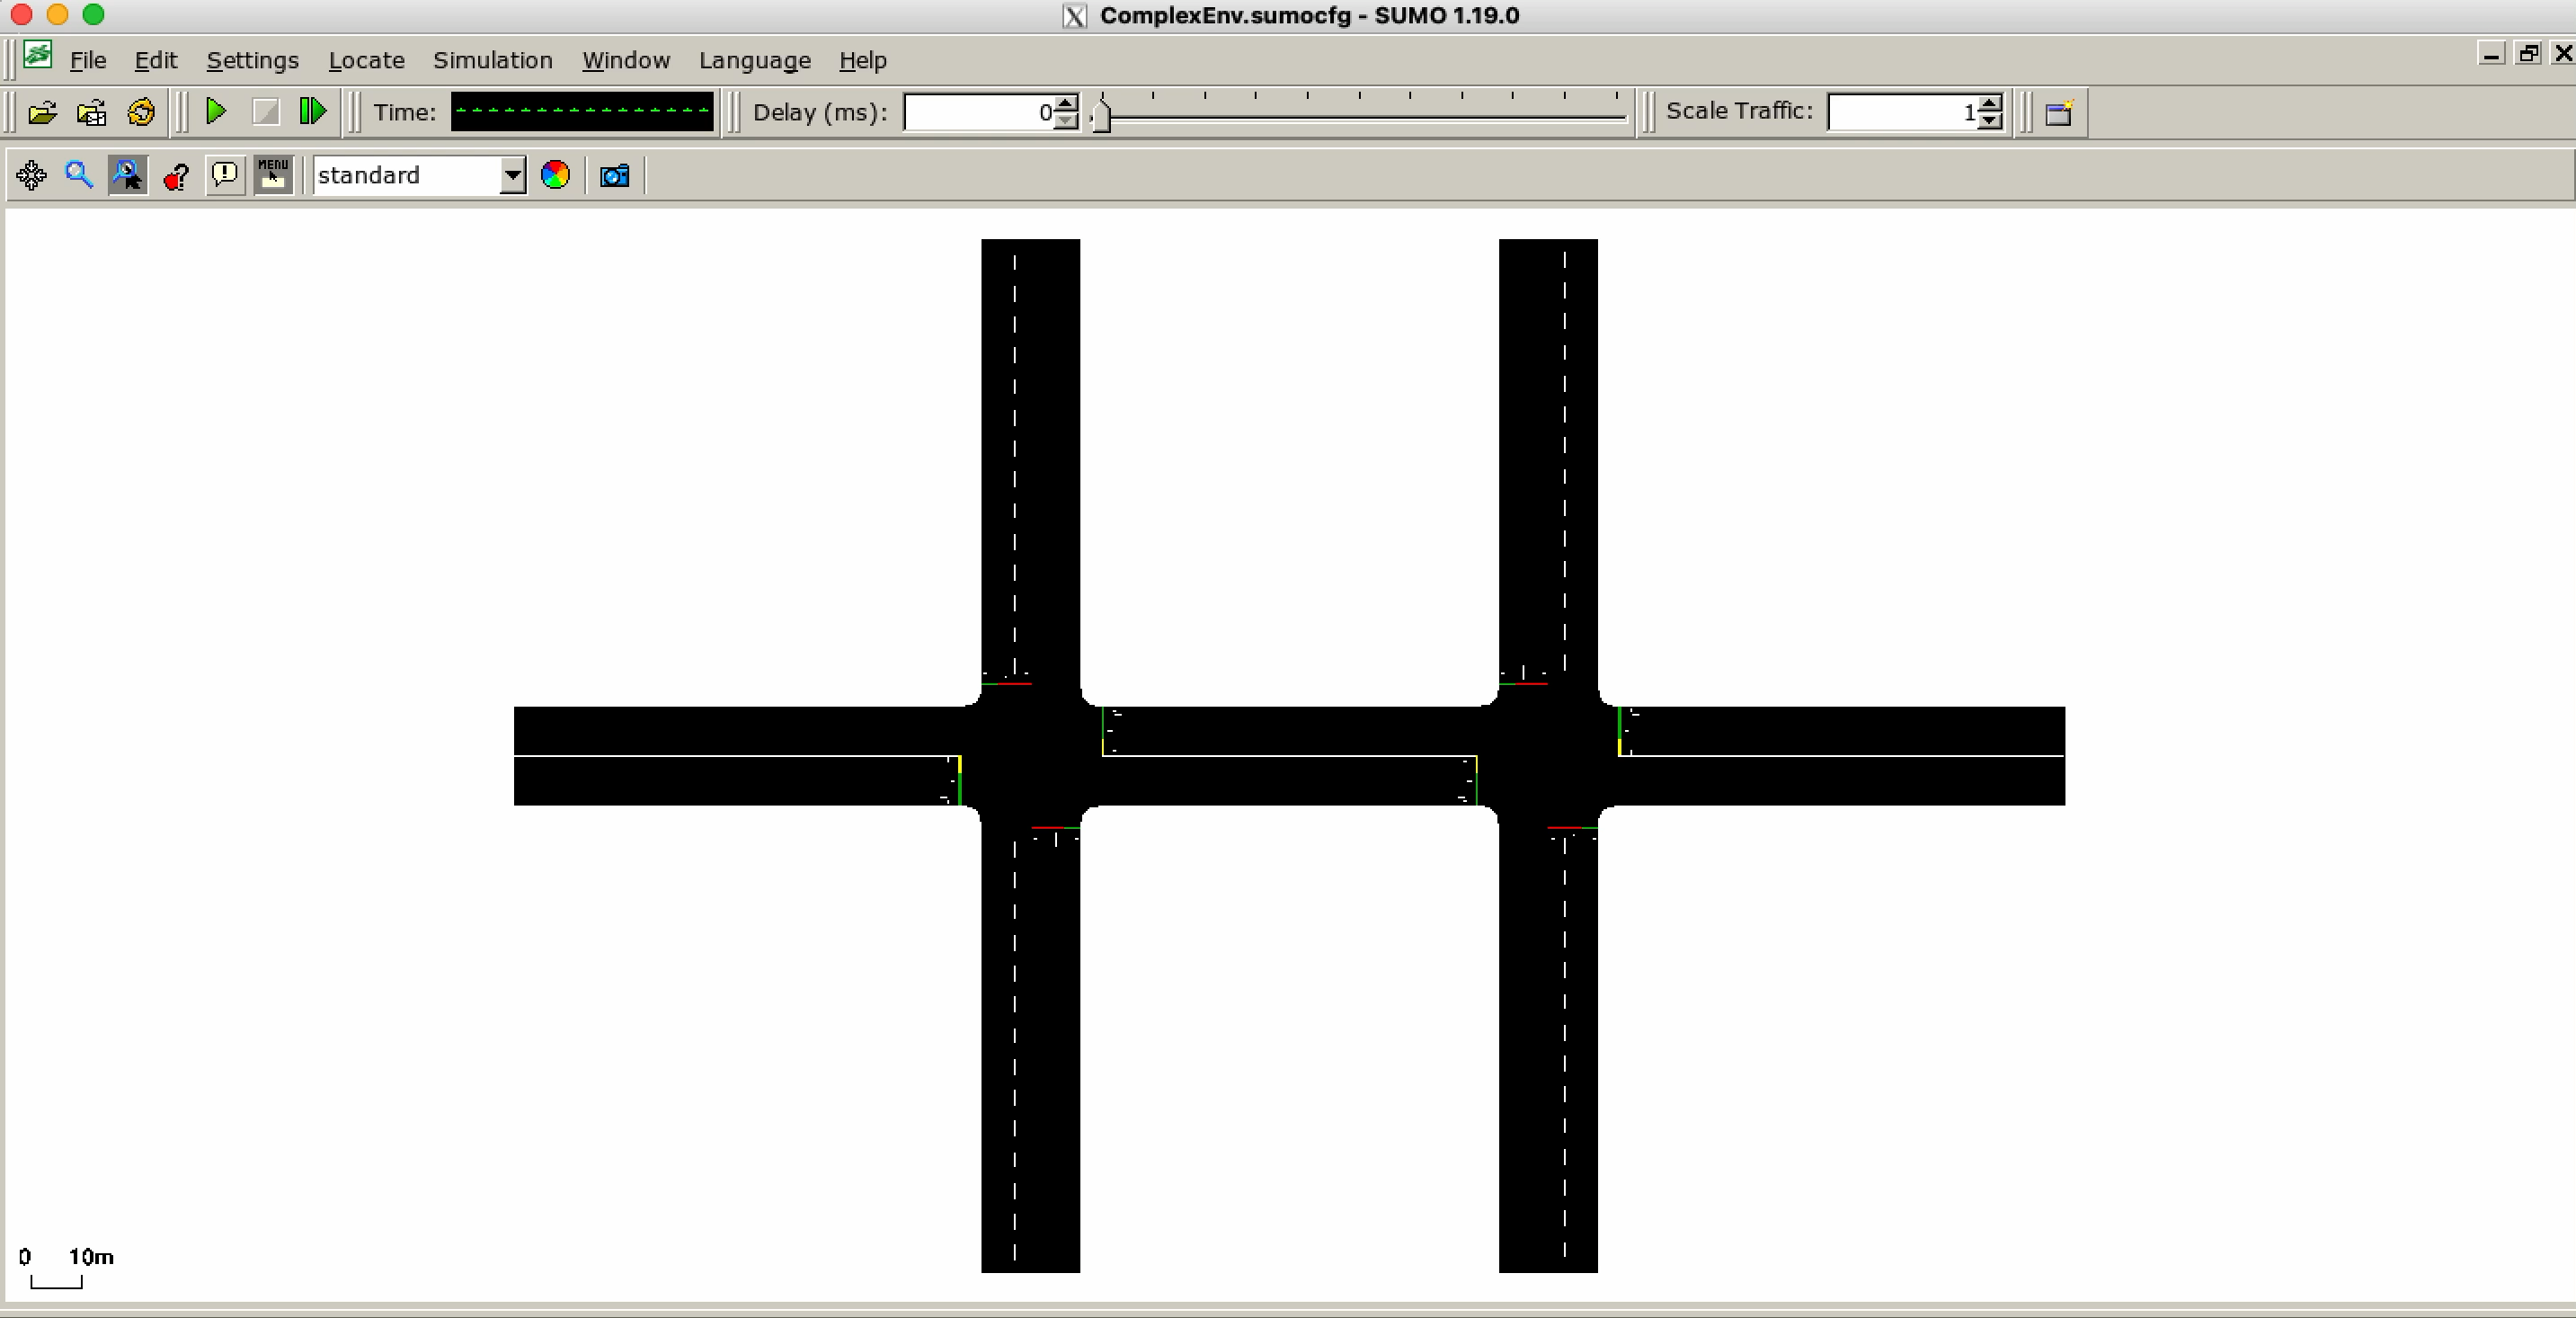 ComplexEnv.sumocfg - SUMO 1.19.0
File Edit Settings Locate Simulation Window Language Help
Time: Delay (ms): 0 Scale Traffic: 1
MENU standard
0 10m